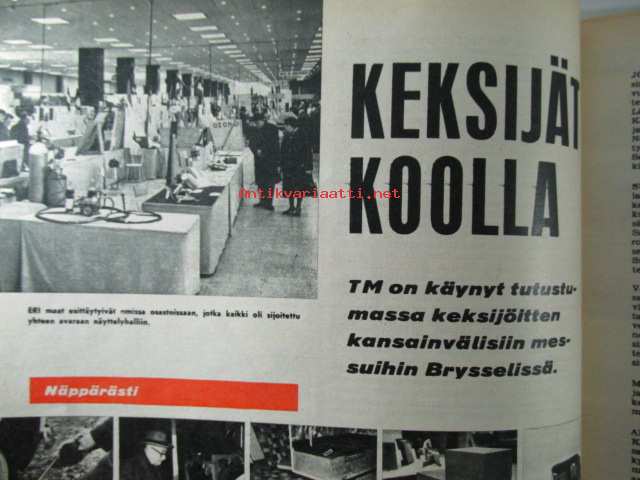 KEKSIJÄT
KOOLLA
TM on käynyt tutustu-
massa keksijöitten
kansainvälisiin mes-
suihin Brysselissä.
ERI maat esittäytyivät omissa osastoissaan, jotka kaikki oli sijoitettu
yhteen avaraan näyttelyhalliin.
Näppärästi
Antikvariaatti.net